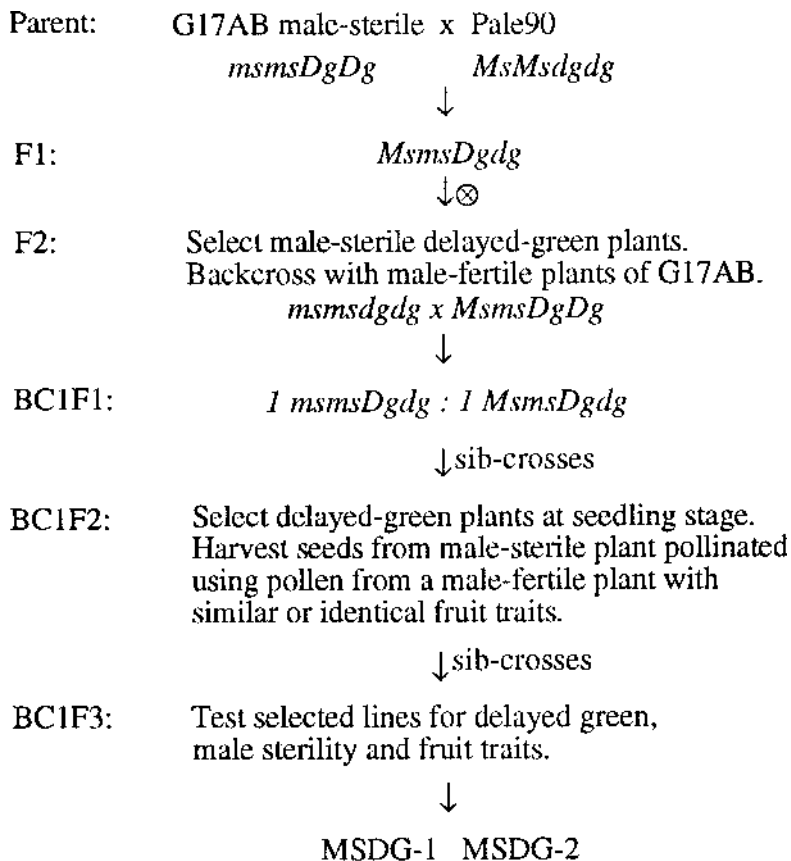 Parent: G17AB male-sterile x Pale90
msmsDgDg MsMsdgdg
↓
F1: MsmsDgdg
↓⊗
F2: Select male-sterile delayed-green plants.
Backcross with male-fertile plants of G17AB.
msmsdgdg x MsmsDgDg
↓
BC1F1: 1 msmsDgdg : 1 MsmsDgdg
↓sib-crosses
BC1F2: Select delayed-green plants at seedling stage.
Harvest seeds from male-sterile plant pollinated
using pollen from a male-fertile plant with
similar or identical fruit traits.
↓sib-crosses
BC1F3: Test selected lines for delayed green,
male sterility and fruit traits.
↓
MSDG-1 MSDG-2